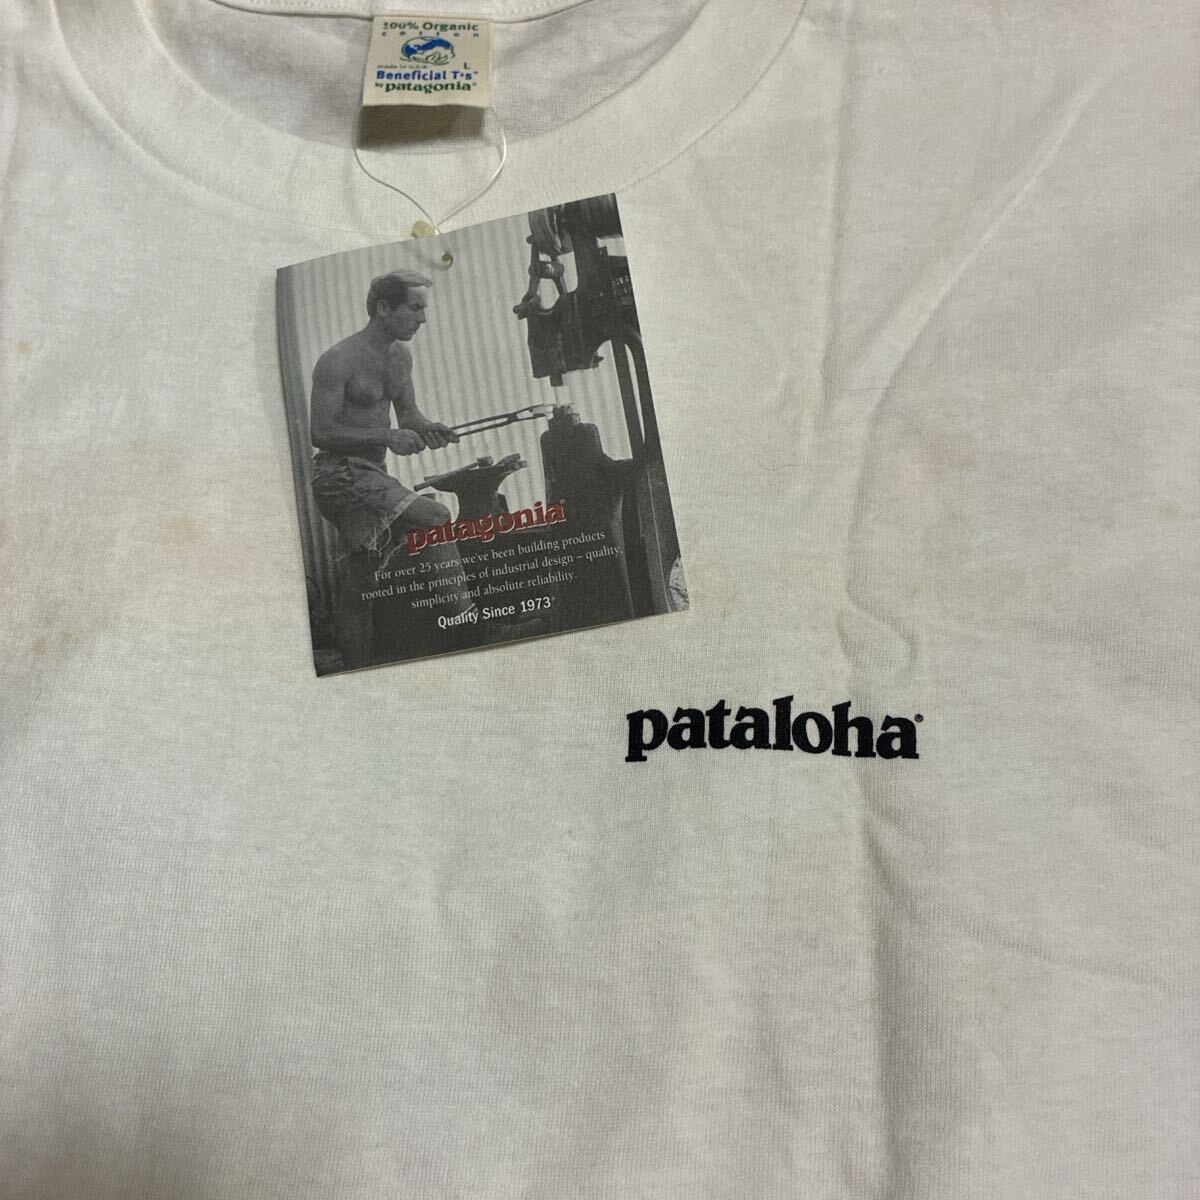 100% Organic
cotton
made in U.S.A. L
Beneficial T's®
by patagonia®
patagonia®
For over 25 years we've been building products
rooted in the principles of industrial design – quality,
simplicity and absolute reliability.
Quality Since 1973®
pataloha®